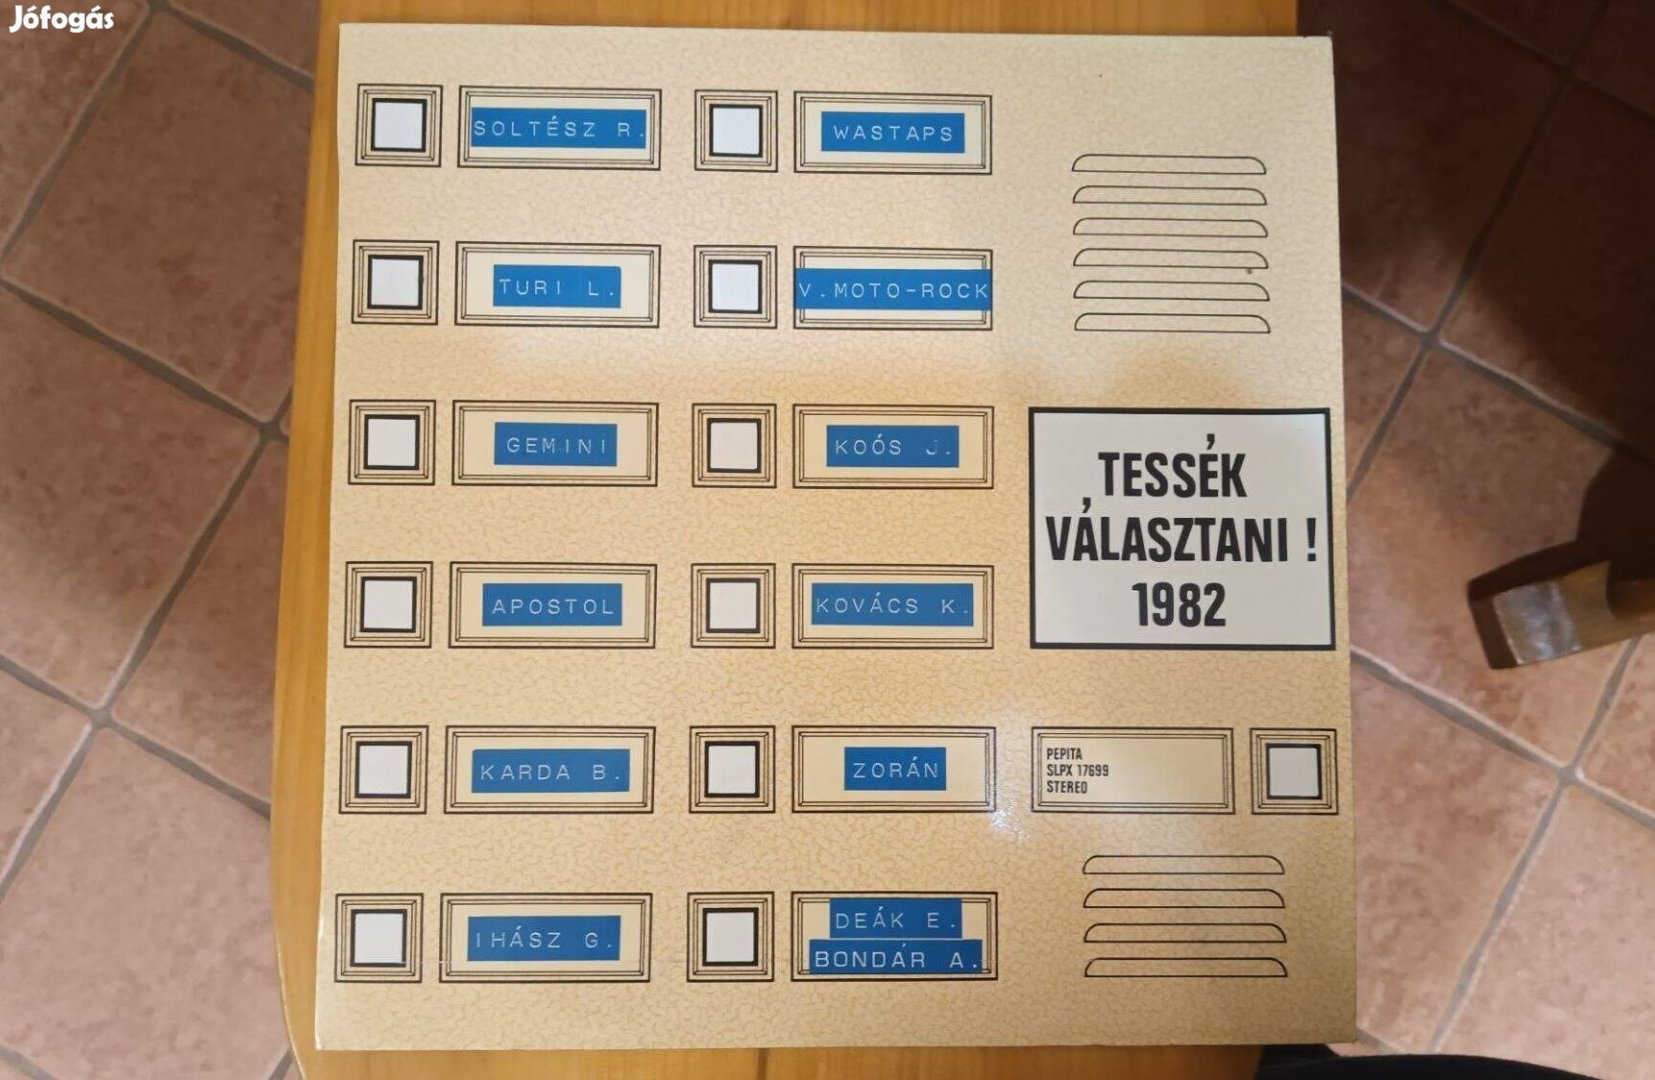 Jófogás
SOLTÉSZ R.
WASTAPS
TURI L.
V.MOTO-ROCK
GEMINI
KOÓS J.
APOSTOL
KOVÁCS K.
KARDA B.
ZORÁN
IHÁSZ G.
DEÁK E.
BONDÁR A.
TESSÉK
VÁLASZTANI !
1982
PEPITA
SLPX 17699
STEREO